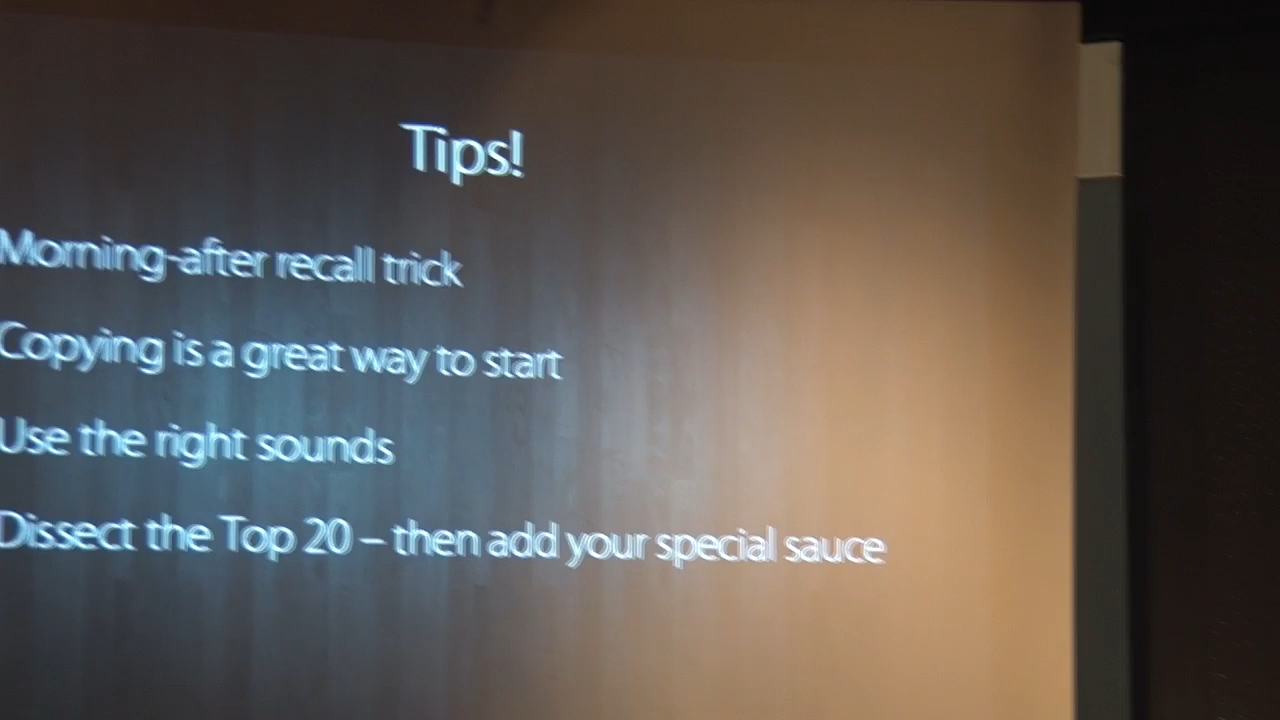 Tips!
Morning-after recall trick
Copying is a great way to start
Use the right sounds
Dissect the Top 20 – then add your special sauce